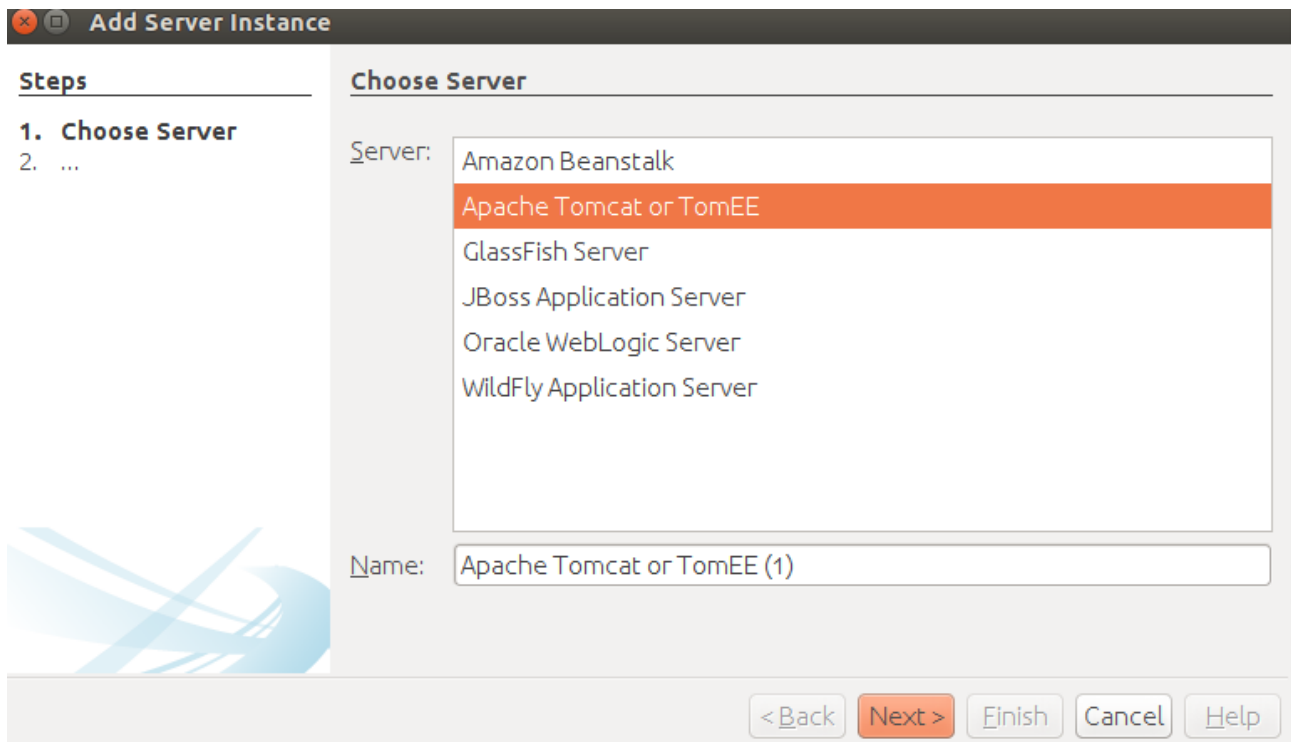 Add Server Instance
Steps
1. Choose Server
2. ...
Choose Server
Server:
Amazon Beanstalk
Apache Tomcat or TomEE
GlassFish Server
JBoss Application Server
Oracle WebLogic Server
WildFly Application Server
Name: Apache Tomcat or TomEE (1)
< Back Next > Finish Cancel Help